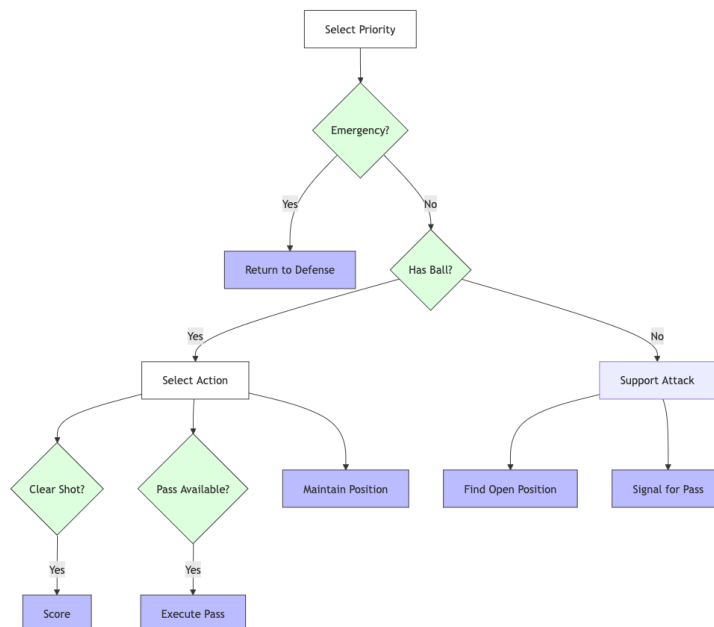 Select Priority
Emergency?
Yes
No
Return to Defense
Has Ball?
Yes
No
Select Action
Support Attack
Clear Shot?
Pass Available?
Maintain Position
Find Open Position
Signal for Pass
Yes
Yes
Score
Execute Pass